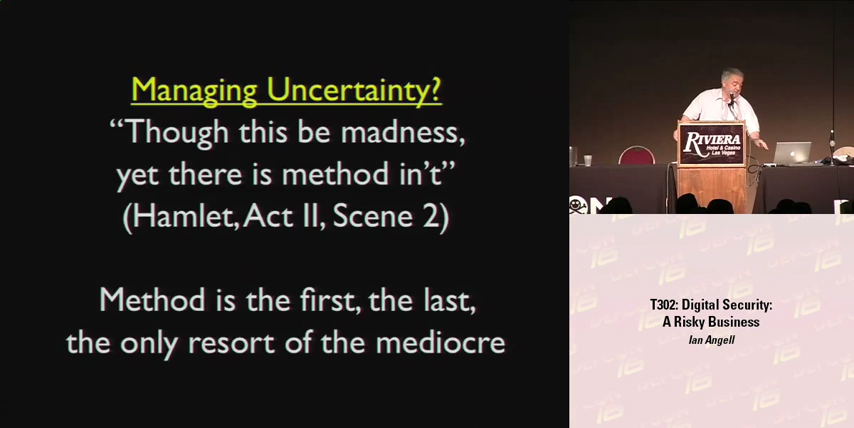 Managing Uncertainty?
“Though this be madness,
yet there is method in’t”
(Hamlet, Act II, Scene 2)
Method is the first, the last,
the only resort of the mediocre
RIVIERA
Hotel & Casino
Las Vegas
T302: Digital Security:
A Risky Business
Ian Angell
DEFCON
16